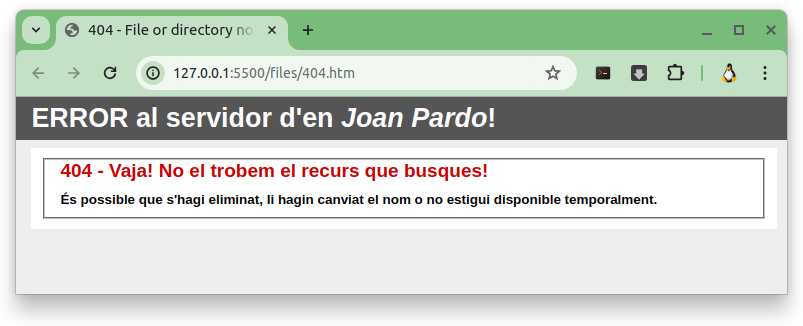 404 - File or directory no
127.0.0.1:5500/files/404.htm
ERROR al servidor d'en Joan Pardo!
404 - Vaja! No el trobem el recurs que busques!
És possible que s'hagi eliminat, li hagin canviat el nom o no estigui disponible temporalment.